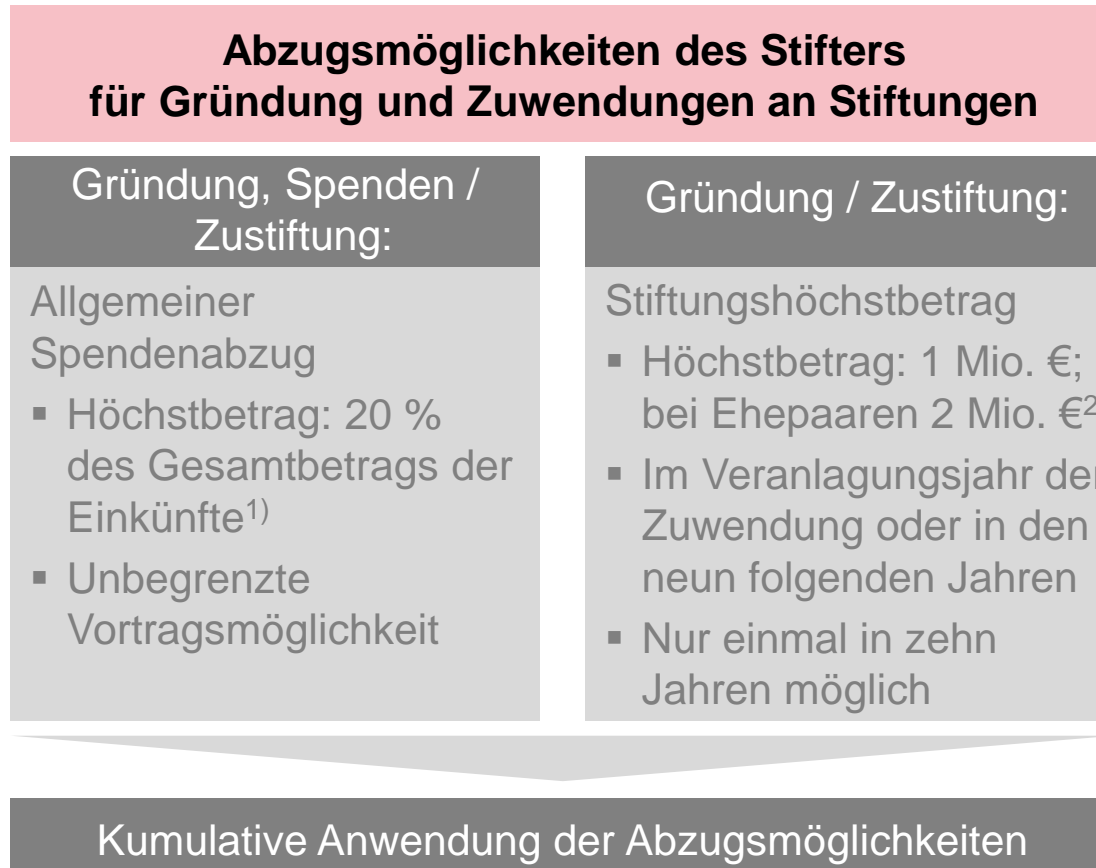 Abzugsmöglichkeiten des Stifters
für Gründung und Zuwendungen an Stiftungen
Gründung, Spenden /
Zustiftung:
Allgemeiner
Spendenabzug
▪ Höchstbetrag: 20 %
des Gesamtbetrags der
Einkünfte¹⁾
▪ Unbegrenzte
Vortragsmöglichkeit
Gründung / Zustiftung:
Stiftungshöchstbetrag
▪ Höchstbetrag: 1 Mio. €;
bei Ehepaaren 2 Mio. €²
▪ Im Veranlagungsjahr der
Zuwendung oder in den
neun folgenden Jahren
▪ Nur einmal in zehn
Jahren möglich
Kumulative Anwendung der Abzugsmöglichkeiten